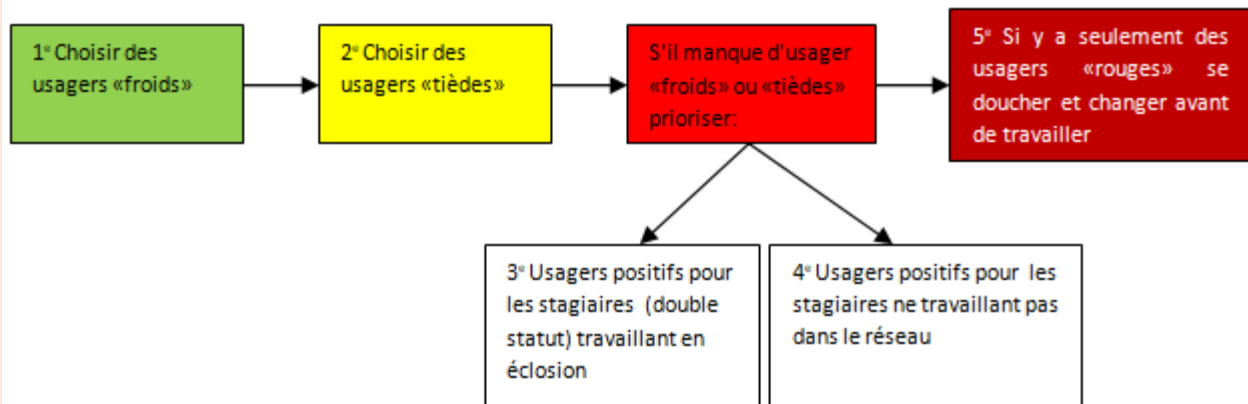 1ᵉ Choisir des
usagers «froids»
2ᵉ Choisir des
usagers «tièdes»
S'il manque d'usager
«froids» ou «tièdes»
prioriser:
5ᵉ Si y a seulement des
usagers «rouges» se
doucher et changer avant
de travailler
3ᵉ Usagers positifs pour
les stagiaires (double
statut) travaillant en
éclosion
4ᵉ Usagers positifs pour les
stagiaires ne travaillant pas
dans le réseau